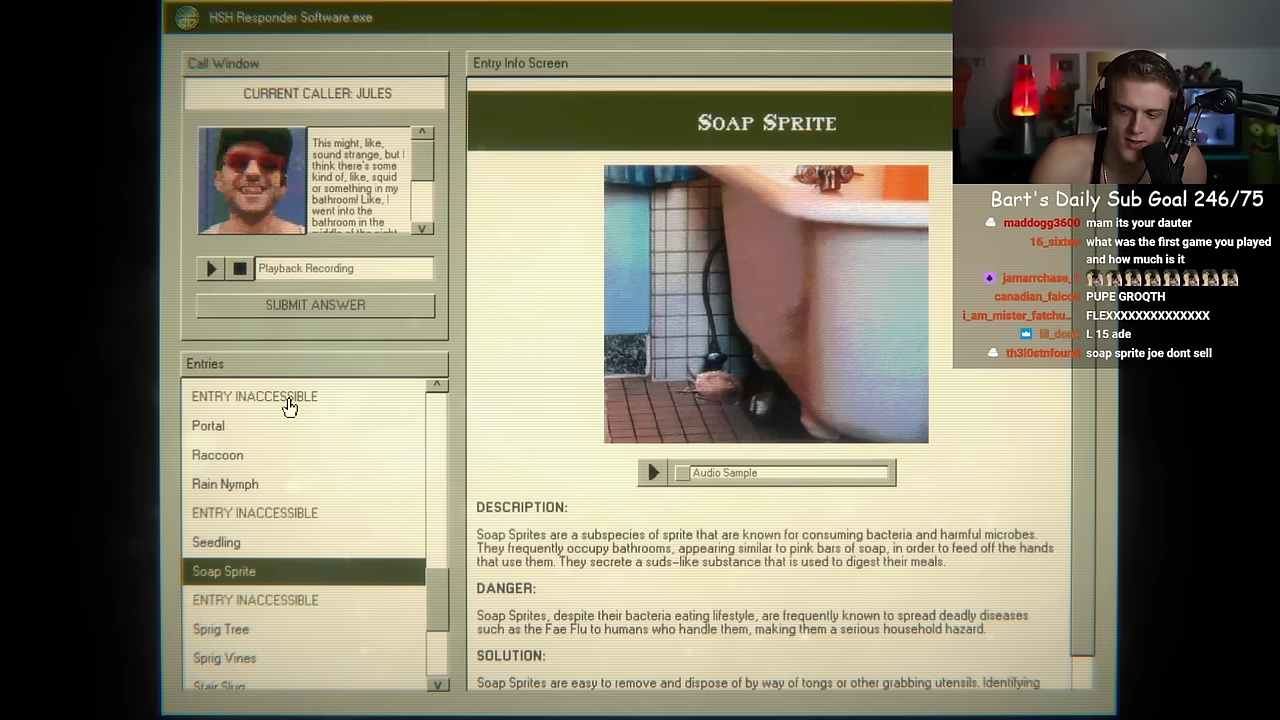 HSH Responder Software.exe
Call Window
CURRENT CALLER: JULES
This might, like,
sound strange, but I
think there's some
kind of, like, squid
or something in my
bathroom! Like, I
went into the
bathroom in the
middle of the night
Playback Recording
SUBMIT ANSWER
Entries
ENTRY INACCESSIBLE
Portal
Raccoon
Rain Nymph
ENTRY INACCESSIBLE
Seedling
Soap Sprite
ENTRY INACCESSIBLE
Sprig Tree
Sprig Vines
Stair Slug
Entry Info Screen
SOAP SPRITE
Audio Sample
DESCRIPTION:
Soap Sprites are a subspecies of sprite that are known for consuming bacteria and harmful microbes.
They frequently occupy bathrooms, appearing similar to pink bars of soap, in order to feed off the hands
that use them. They secrete a suds-like substance that is used to digest their meals.
DANGER:
Soap Sprites, despite their bacteria eating lifestyle, are frequently known to spread deadly diseases
such as the Fae Flu to humans who handle them, making them a serious household hazard.
SOLUTION:
Soap Sprites are easy to remove and dispose of by way of tongs or other grabbing utensils. Identifying
Bart's Daily Sub Goal 246/75
maddogg3600 mam its your dauter
what was the first game you played
and how much is it
jamarrchase_
PUPE GROQTH
i_am_mister_fatchu... FLEXXXXXXXXXXXXX
L 15 ade
th3l0stnfound soap sprite joe dont sell